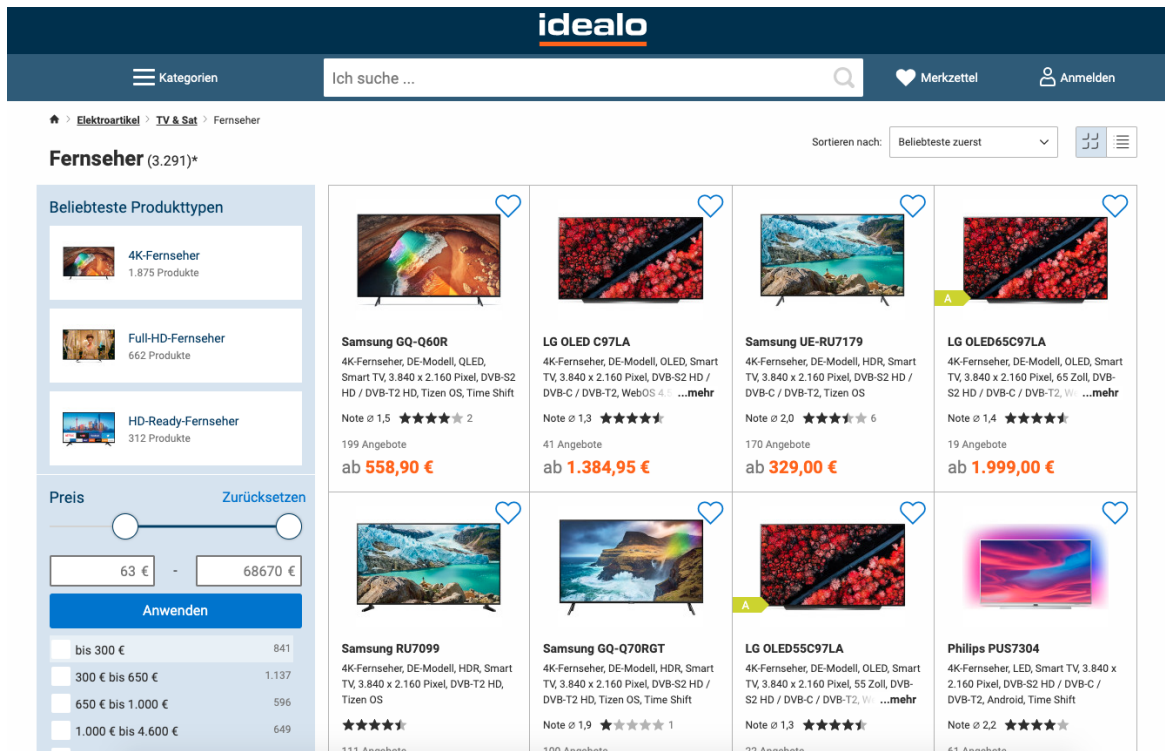 idealo
Kategorien
Ich suche ...
Merkzettel
Anmelden
Elektroartikel > TV & Sat > Fernseher
Fernseher (3.291)*
Sortieren nach:
Beliebteste zuerst
Beliebteste Produkttypen
4K-Fernseher
1.875 Produkte
Full-HD-Fernseher
662 Produkte
HD-Ready-Fernseher
312 Produkte
Preis
Zurücksetzen
63 €
-
68670 €
Anwenden
bis 300 € 841
300 € bis 650 € 1.137
650 € bis 1.000 € 596
1.000 € bis 4.600 € 649
Samsung GQ-Q60R
4K-Fernseher, DE-Modell, QLED,
Smart TV, 3.840 x 2.160 Pixel, DVB-S2
HD / DVB-T2 HD, Tizen OS, Time Shift
Note ⌀ 1,5 2
199 Angebote
ab 558,90 €
LG OLED C97LA
4K-Fernseher, DE-Modell, OLED, Smart
TV, 3.840 x 2.160 Pixel, DVB-S2 HD /
DVB-C / DVB-T2, WebOS 4.5 ...mehr
Note ⌀ 1,3
41 Angebote
ab 1.384,95 €
Samsung UE-RU7179
4K-Fernseher, DE-Modell, HDR, Smart
TV, 3.840 x 2.160 Pixel, DVB-S2 HD /
DVB-C / DVB-T2, Tizen OS
Note ⌀ 2,0 6
170 Angebote
ab 329,00 €
A
LG OLED65C97LA
4K-Fernseher, DE-Modell, OLED, Smart
TV, 3.840 x 2.160 Pixel, 65 Zoll, DVB-
S2 HD / DVB-C / DVB-T2, W ...mehr
Note ⌀ 1,4
19 Angebote
ab 1.999,00 €
Samsung RU7099
4K-Fernseher, DE-Modell, HDR, Smart
TV, 3.840 x 2.160 Pixel, DVB-T2 HD,
Tizen OS
111 Angebote
Samsung GQ-Q70RGT
4K-Fernseher, DE-Modell, HDR, Smart
TV, 3.840 x 2.160 Pixel, DVB-S2 HD /
DVB-T2 HD, Tizen OS, Time Shift
Note ⌀ 1,9 1
100 Angebote
A
LG OLED55C97LA
4K-Fernseher, DE-Modell, OLED, Smart
TV, 3.840 x 2.160 Pixel, 55 Zoll, DVB-
S2 HD / DVB-C / DVB-T2, W ...mehr
Note ⌀ 1,3
22 Angebote
Philips PUS7304
4K-Fernseher, LED, Smart TV, 3.840 x
2.160 Pixel, DVB-S2 HD / DVB-C /
DVB-T2, Android, Time Shift
Note ⌀ 2,2
61 Angebote